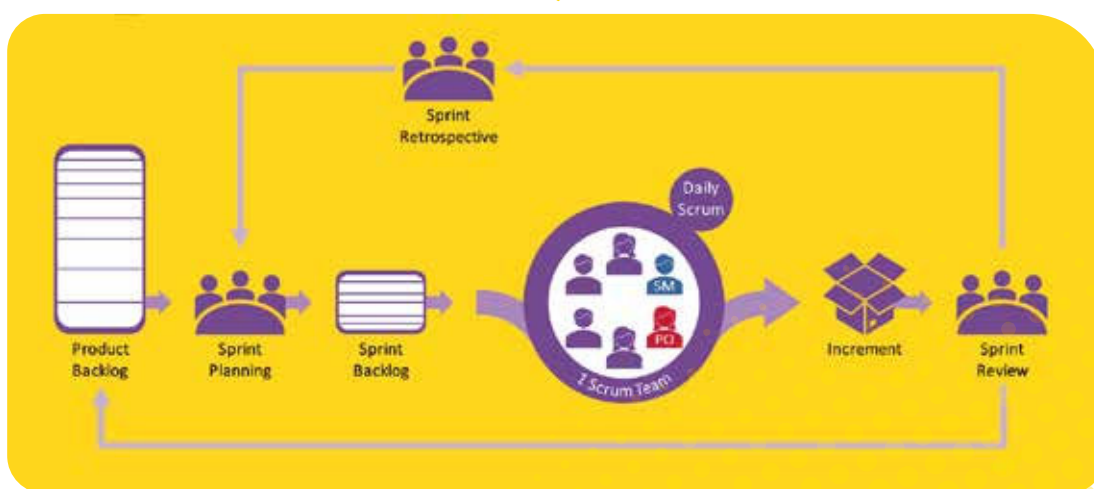 Sprint
Retrospective
Daily
Scrum
SM
PO
1 Scrum Team
Product
Backlog
Sprint
Planning
Sprint
Backlog
Increment
Sprint
Review